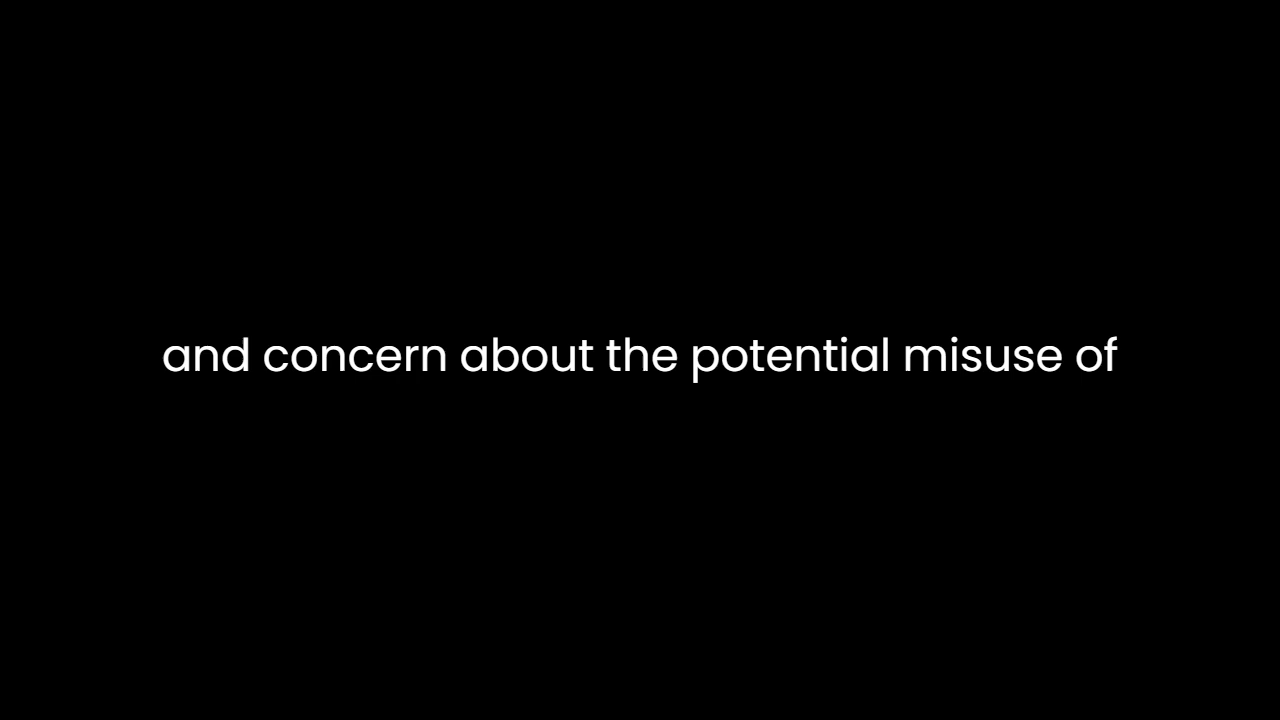 and concern about the potential misuse of